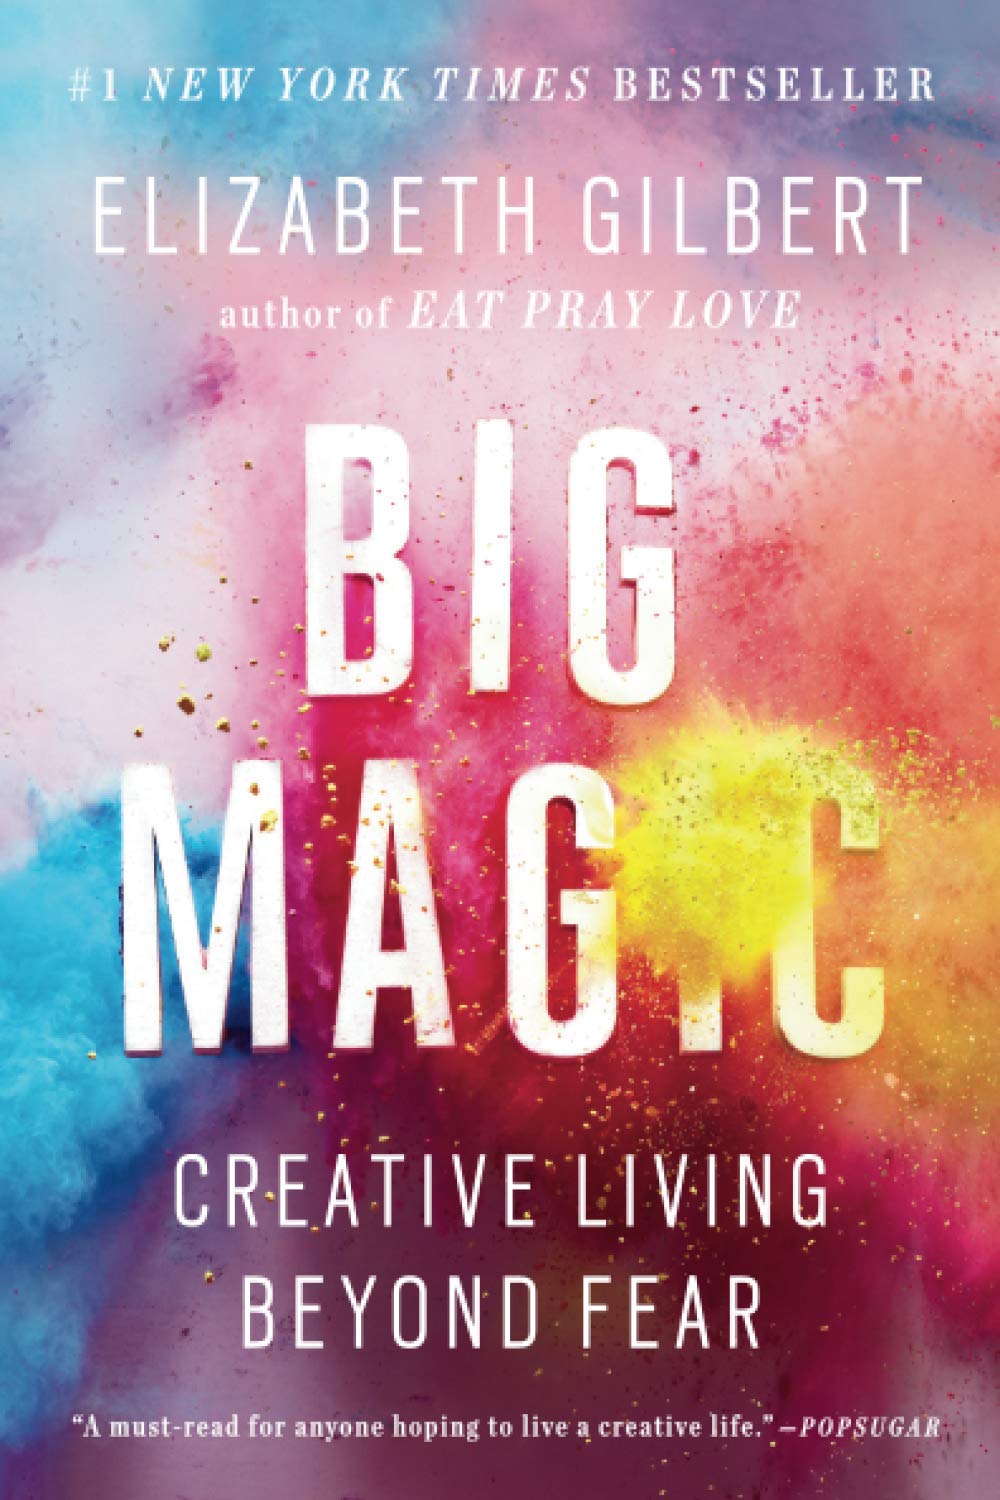 #1 NEW YORK TIMES BESTSELLER
ELIZABETH GILBERT
author of EAT PRAY LOVE
BIG
MAGIC
CREATIVE LIVING
BEYOND FEAR
“A must-read for anyone hoping to live a creative life.” –POPSUGAR